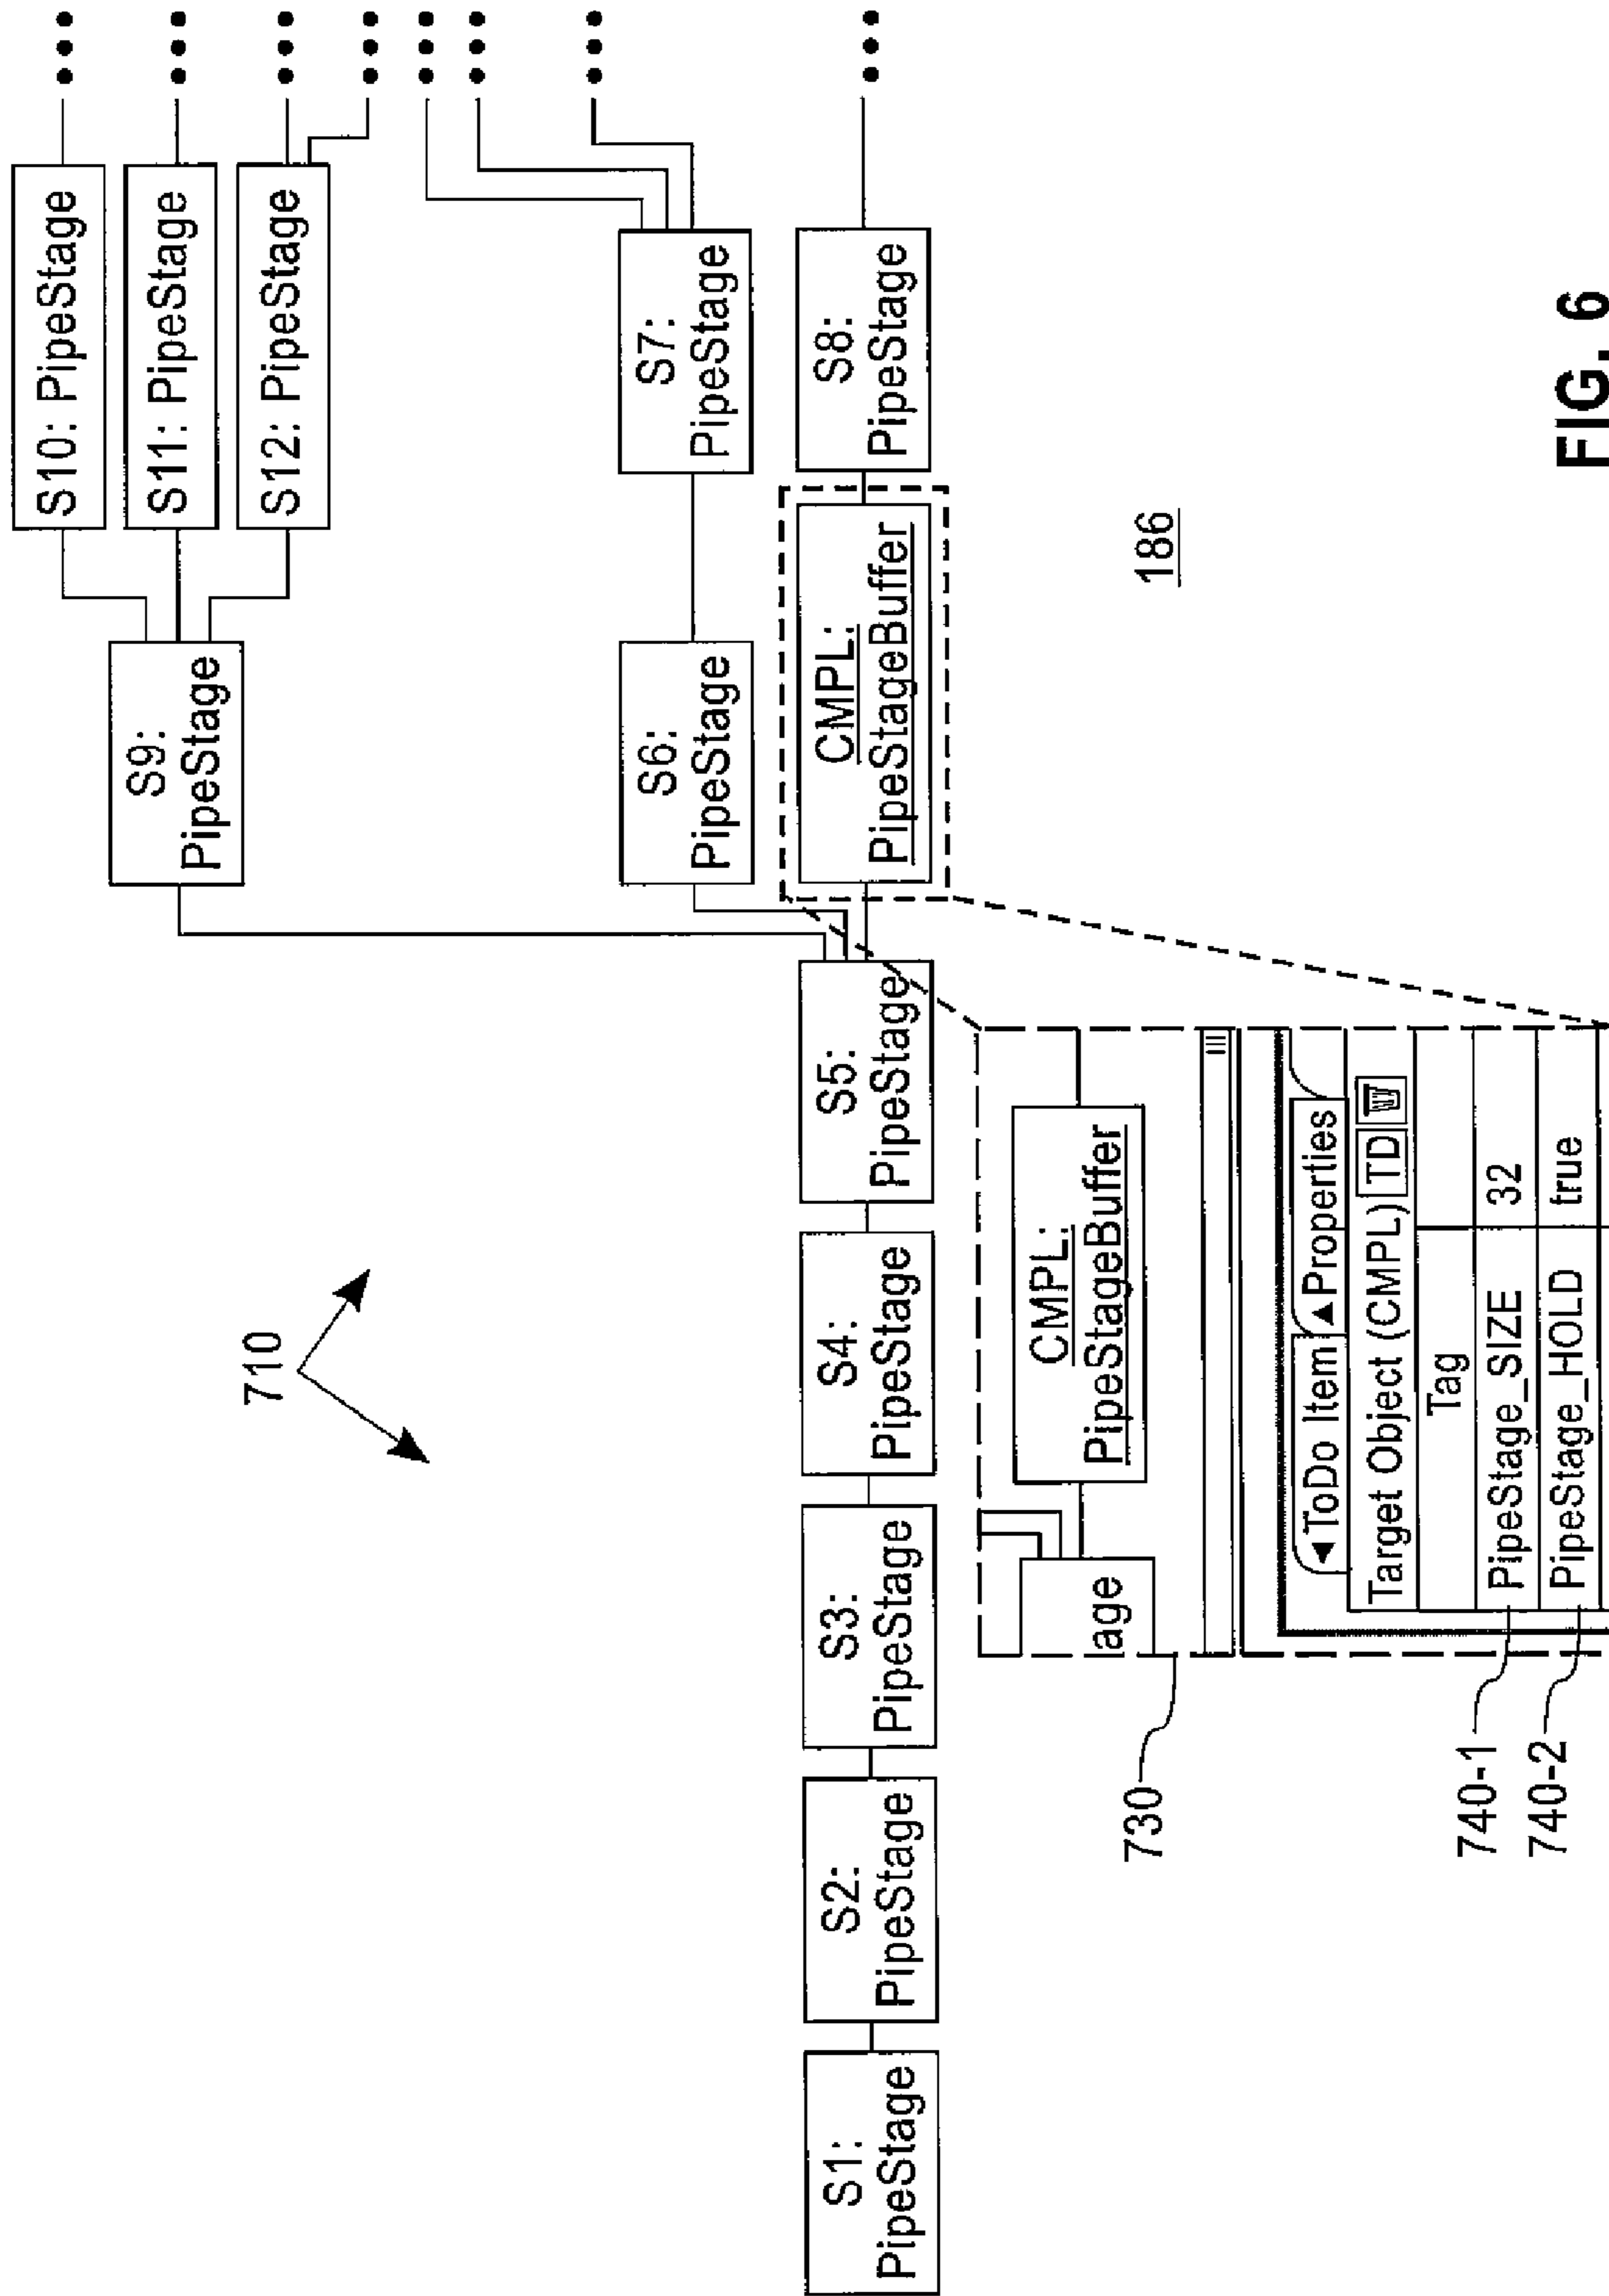 S10: PipeStage
S11: PipeStage
S12: PipeStage
S9:
PipeStage
710
S6:
PipeStage
S7:
PipeStage
S1:
PipeStage
S2:
PipeStage
S3:
PipeStage
S4:
PipeStage
S5:
PipeStage
CMPL:
PipeStageBuffer
S8:
PipeStage
age
CMPL:
PipeStageBuffer
730
186
ToDo Item Properties
Target Object (CMPL) TD
Tag
740-1 PipeStage_SIZE 32
740-2 PipeStage_HOLD true
FIG. 6